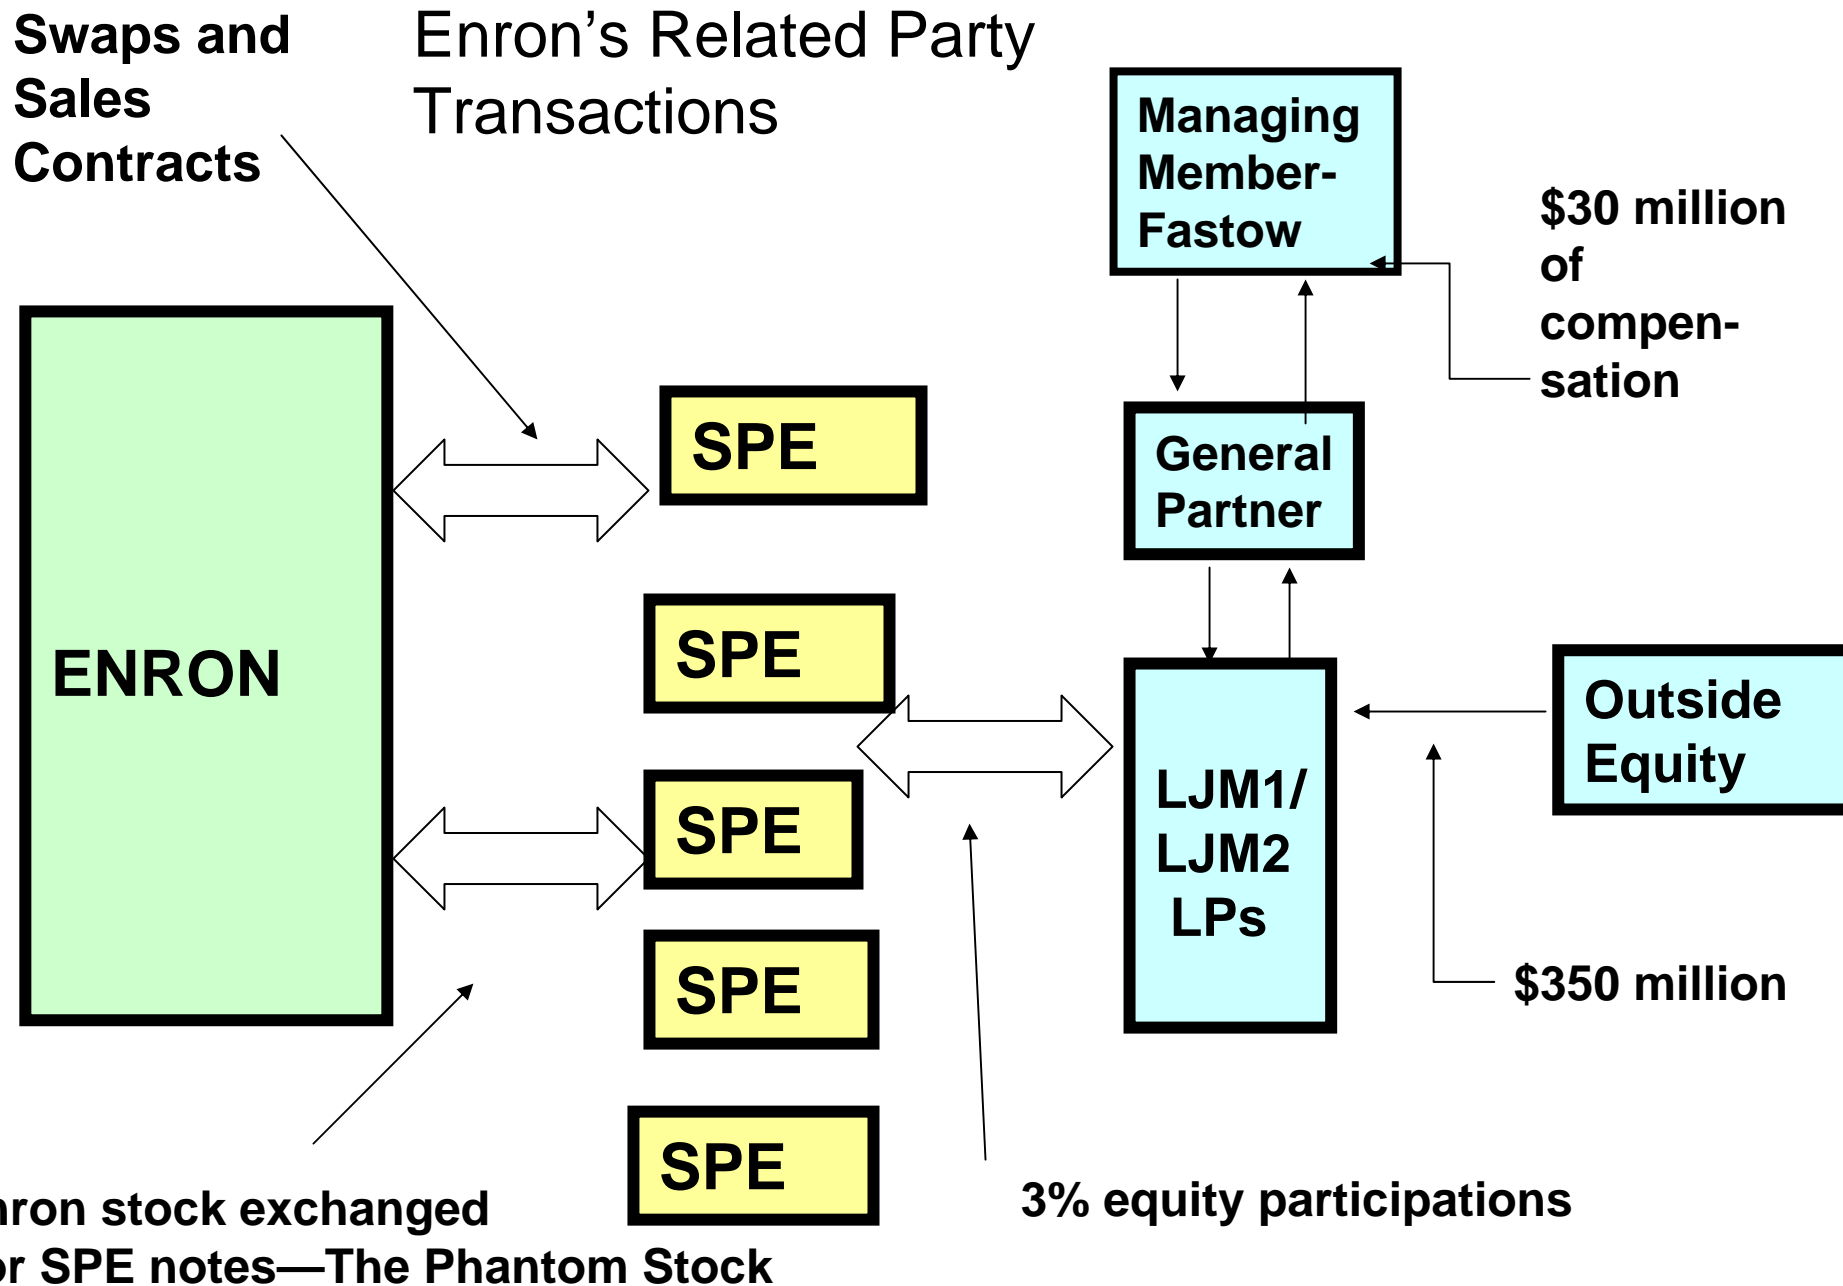 Swaps and
Sales
Contracts
Enron’s Related Party
Transactions
Managing
Member-
Fastow
$30 million
of
compen-
sation
SPE
General
Partner
SPE
ENRON
Outside
Equity
SPE
LJM1/
LJM2
LPs
SPE
$350 million
SPE
3% equity participations
nron stock exchanged
or SPE notes—The Phantom Stock